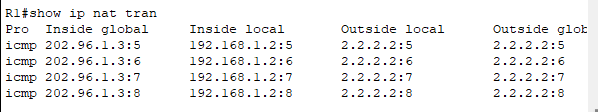 R1#show ip nat tran
Pro  Inside global     Inside local       Outside local      Outside glob
icmp 202.96.1.3:5      192.168.1.2:5      2.2.2.2:5          2.2.2.2:5
icmp 202.96.1.3:6      192.168.1.2:6      2.2.2.2:6          2.2.2.2:6
icmp 202.96.1.3:7      192.168.1.2:7      2.2.2.2:7          2.2.2.2:7
icmp 202.96.1.3:8      192.168.1.2:8      2.2.2.2:8          2.2.2.2:8